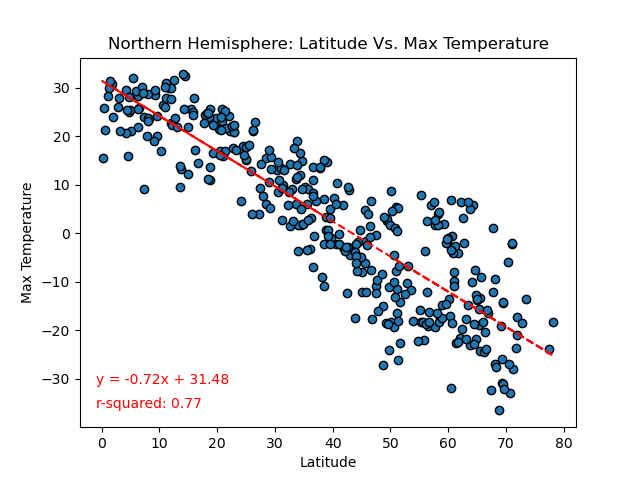 Northern Hemisphere: Latitude Vs. Max Temperature
30
20
10
0
−10
−20
−30
Max Temperature
y = -0.72x + 31.48
r-squared: 0.77
0 10 20 30 40 50 60 70 80
Latitude